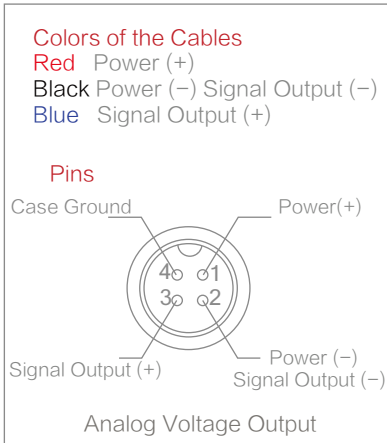 Colors of the Cables
Red Power (+)
Black Power (−) Signal Output (−)
Blue Signal Output (+)
Pins
Case Ground Power(+)
4 1
3 2
Signal Output (+) Power (−)
Signal Output (−)
Analog Voltage Output